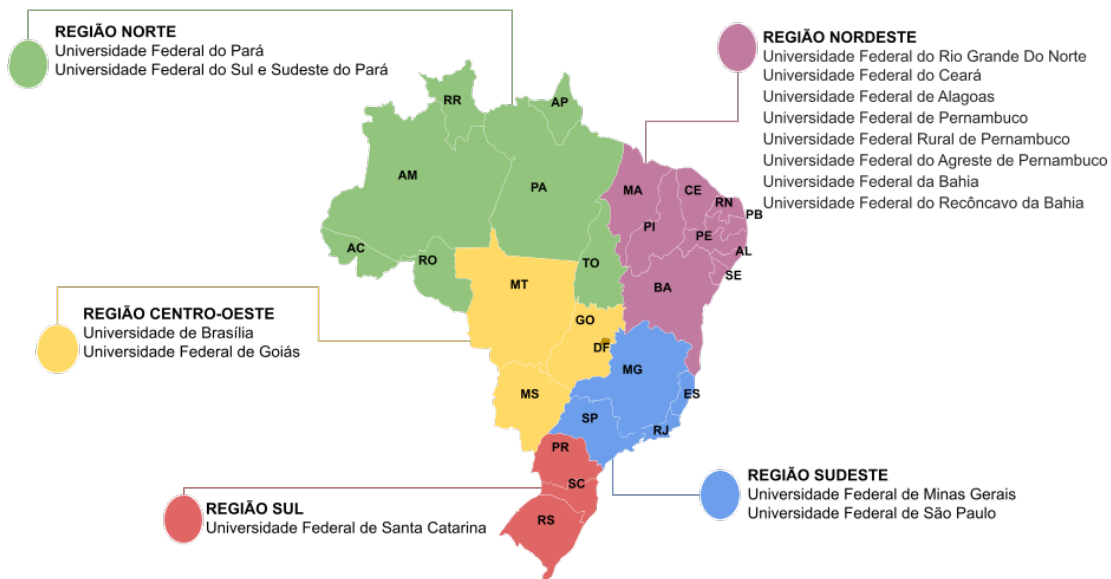 REGIÃO NORTE
Universidade Federal do Pará
Universidade Federal do Sul e Sudeste do Pará
REGIÃO NORDESTE
Universidade Federal do Rio Grande Do Norte
Universidade Federal do Ceará
Universidade Federal de Alagoas
Universidade Federal de Pernambuco
Universidade Federal Rural de Pernambuco
Universidade Federal do Agreste de Pernambuco
Universidade Federal da Bahia
Universidade Federal do Recôncavo da Bahia
RR
AP
AM
PA
MA
CE
RN
PB
PI
PE
AL
SE
AC
RO
TO
BA
MT
GO
DF
MG
ES
MS
SP
RJ
PR
SC
RS
REGIÃO CENTRO-OESTE
Universidade de Brasília
Universidade Federal de Goiás
REGIÃO SUDESTE
Universidade Federal de Minas Gerais
Universidade Federal de São Paulo
REGIÃO SUL
Universidade Federal de Santa Catarina